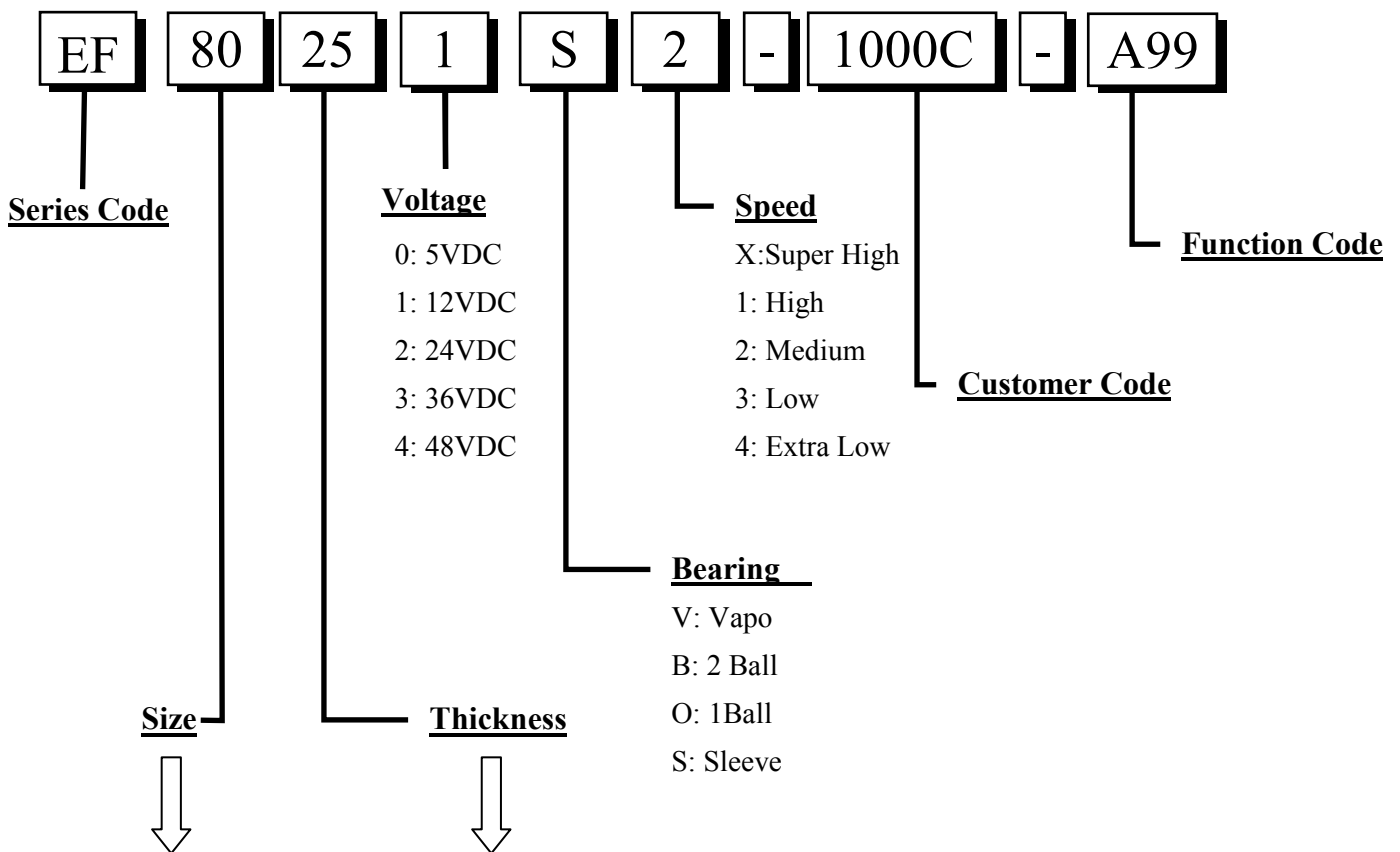 EF 80 25 1 S 2 - 1000C - A99
Series Code
Voltage
0: 5VDC
1: 12VDC
2: 24VDC
3: 36VDC
4: 48VDC
Speed
X:Super High
1: High
2: Medium
3: Low
4: Extra Low
Function Code
Customer Code
Bearing
V: Vapo
B: 2 Ball
O: 1Ball
S: Sleeve
Size
Thickness